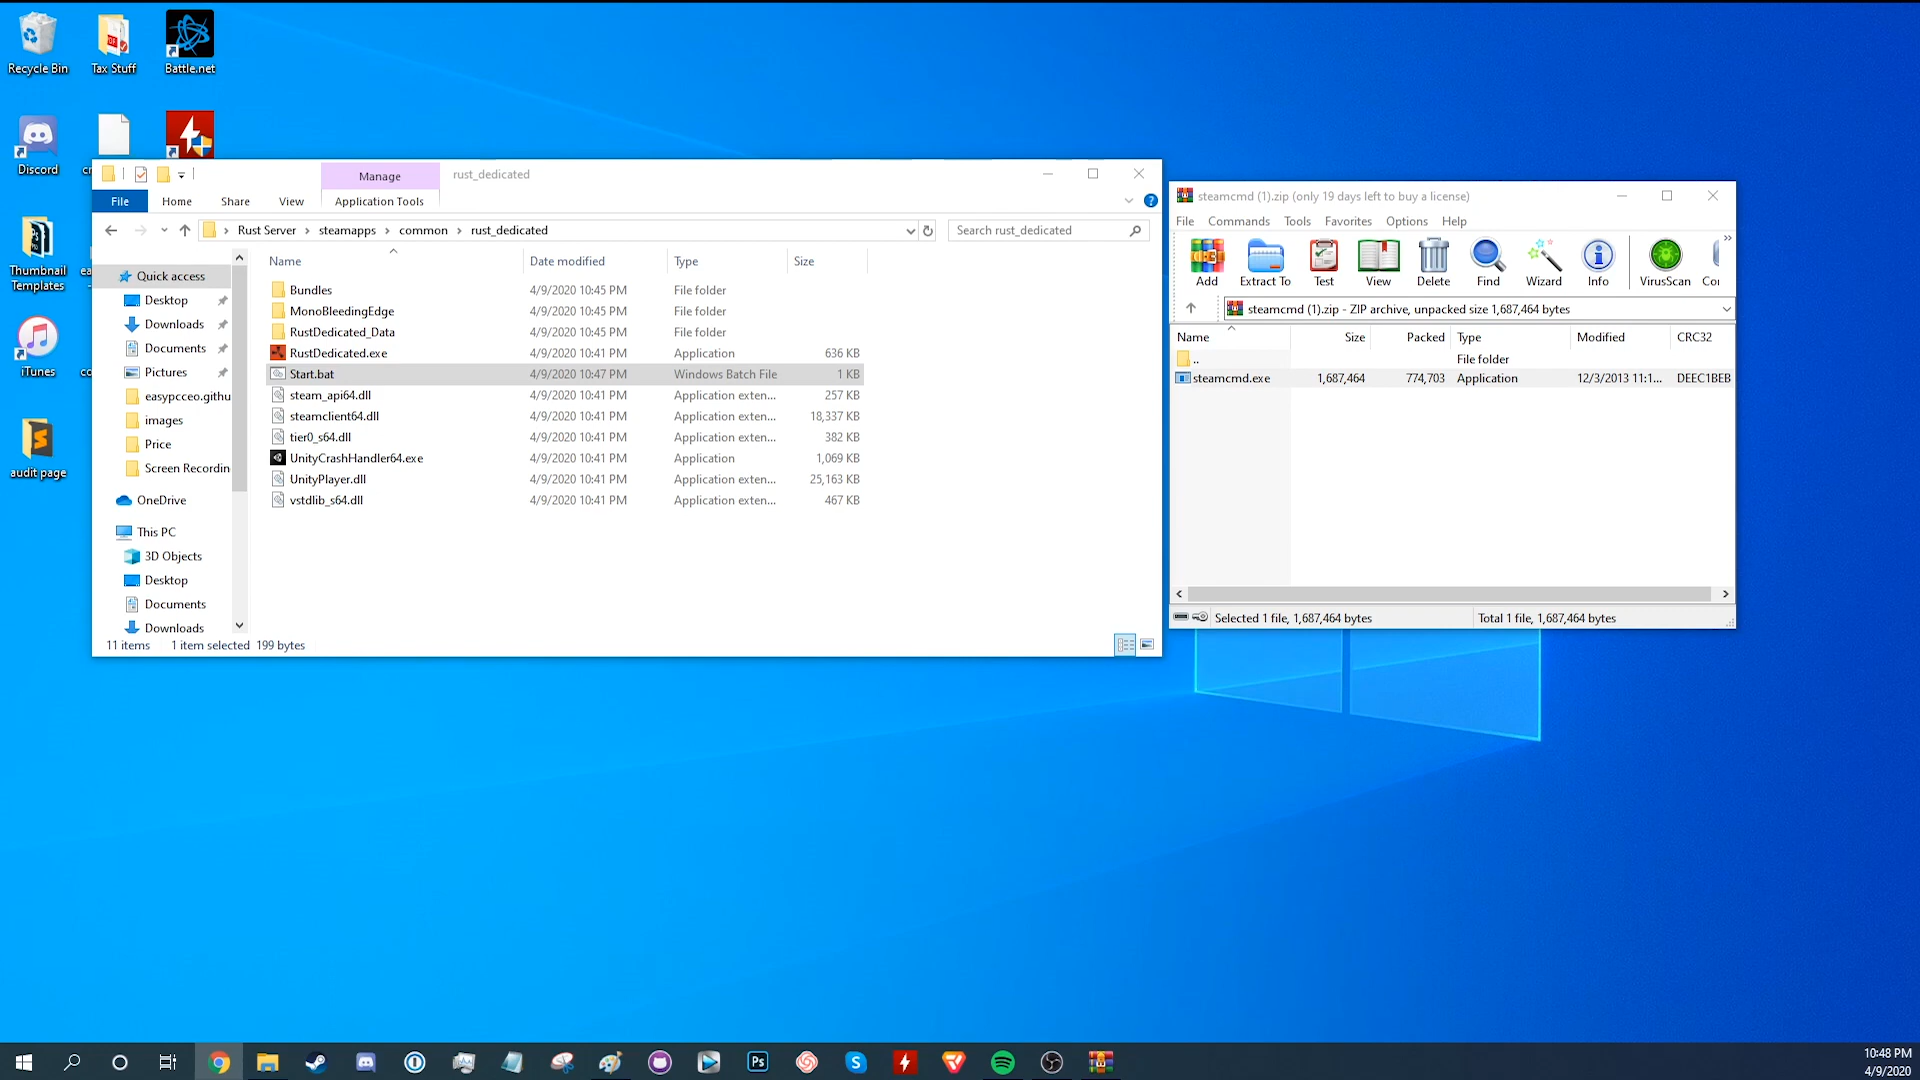 Recycle Bin
Tax Stuff
Battle.net
Discord
Thumbnail
Templates
iTunes
audit page
Manage
rust_dedicated
File
Home
Share
View
Application Tools
Rust Server
steamapps
common
rust_dedicated
Search rust_dedicated
Name
Date modified
Type
Size
Quick access
Desktop
Downloads
Documents
Pictures
easypcceo.githu
images
Price
Screen Recordin
OneDrive
This PC
3D Objects
Desktop
Documents
Downloads
Bundles 4/9/2020 10:45 PM File folder
MonoBleedingEdge 4/9/2020 10:45 PM File folder
RustDedicated_Data 4/9/2020 10:45 PM File folder
RustDedicated.exe 4/9/2020 10:41 PM Application 636 KB
Start.bat 4/9/2020 10:47 PM Windows Batch File 1 KB
steam_api64.dll 4/9/2020 10:41 PM Application exten... 257 KB
steamclient64.dll 4/9/2020 10:41 PM Application exten... 18,337 KB
tier0_s64.dll 4/9/2020 10:41 PM Application exten... 382 KB
UnityCrashHandler64.exe 4/9/2020 10:41 PM Application 1,069 KB
UnityPlayer.dll 4/9/2020 10:41 PM Application exten... 25,163 KB
vstdlib_s64.dll 4/9/2020 10:41 PM Application exten... 467 KB
11 items 1 item selected 199 bytes
steamcmd (1).zip (only 19 days left to buy a license)
File Commands Tools Favorites Options Help
Add Extract To Test View Delete Find Wizard Info VirusScan
steamcmd (1).zip - ZIP archive, unpacked size 1,687,464 bytes
Name Size Packed Type Modified CRC32
.. File folder
steamcmd.exe 1,687,464 774,703 Application 12/3/2013 11:1... DEEC1BEB
Selected 1 file, 1,687,464 bytes
Total 1 file, 1,687,464 bytes
Ps
10:48 PM
4/9/2020